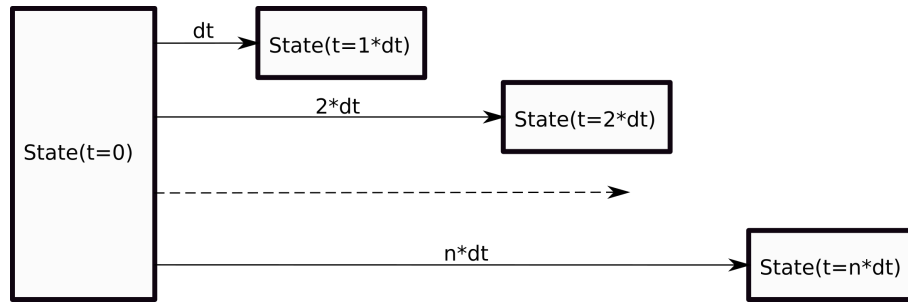 dt
State(t=1*dt)
2*dt
State(t=2*dt)
State(t=0)
n*dt
State(t=n*dt)